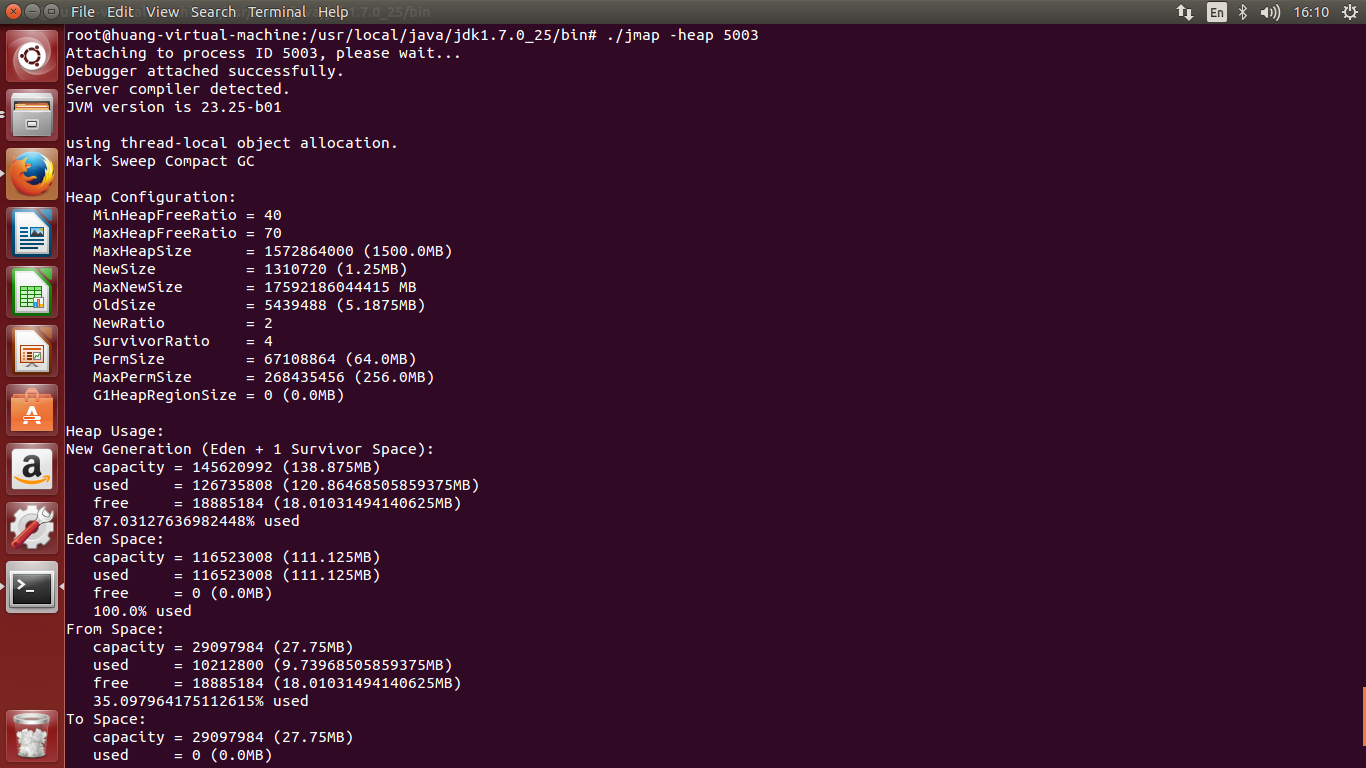 File Edit View Search Terminal Help
En
16:10
root@huang-virtual-machine:/usr/local/java/jdk1.7.0_25/bin# ./jmap -heap 5003
Attaching to process ID 5003, please wait...
Debugger attached successfully.
Server compiler detected.
JVM version is 23.25-b01
using thread-local object allocation.
Mark Sweep Compact GC
Heap Configuration:
MinHeapFreeRatio = 40
MaxHeapFreeRatio = 70
MaxHeapSize = 1572864000 (1500.0MB)
NewSize = 1310720 (1.25MB)
MaxNewSize = 17592186044415 MB
OldSize = 5439488 (5.1875MB)
NewRatio = 2
SurvivorRatio = 4
PermSize = 67108864 (64.0MB)
MaxPermSize = 268435456 (256.0MB)
G1HeapRegionSize = 0 (0.0MB)
Heap Usage:
New Generation (Eden + 1 Survivor Space):
capacity = 145620992 (138.875MB)
used = 126735808 (120.86468505859375MB)
free = 18885184 (18.01031494140625MB)
87.03127636982448% used
Eden Space:
capacity = 116523008 (111.125MB)
used = 116523008 (111.125MB)
free = 0 (0.0MB)
100.0% used
From Space:
capacity = 29097984 (27.75MB)
used = 10212800 (9.73968505859375MB)
free = 18885184 (18.01031494140625MB)
35.097964175112615% used
To Space:
capacity = 29097984 (27.75MB)
used = 0 (0.0MB)